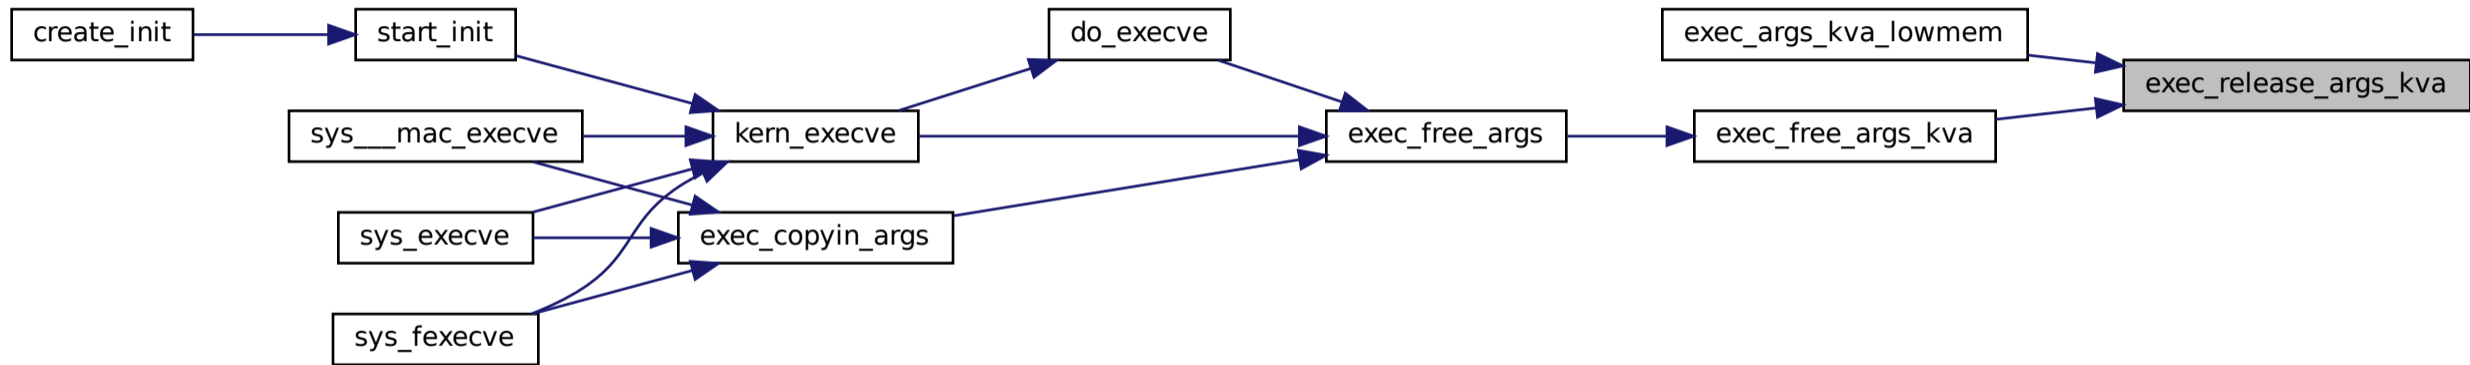 create_init
start_init
do_execve
exec_args_kva_lowmem
exec_release_args_kva
sys___mac_execve
kern_execve
exec_free_args
exec_free_args_kva
sys_execve
exec_copyin_args
sys_fexecve